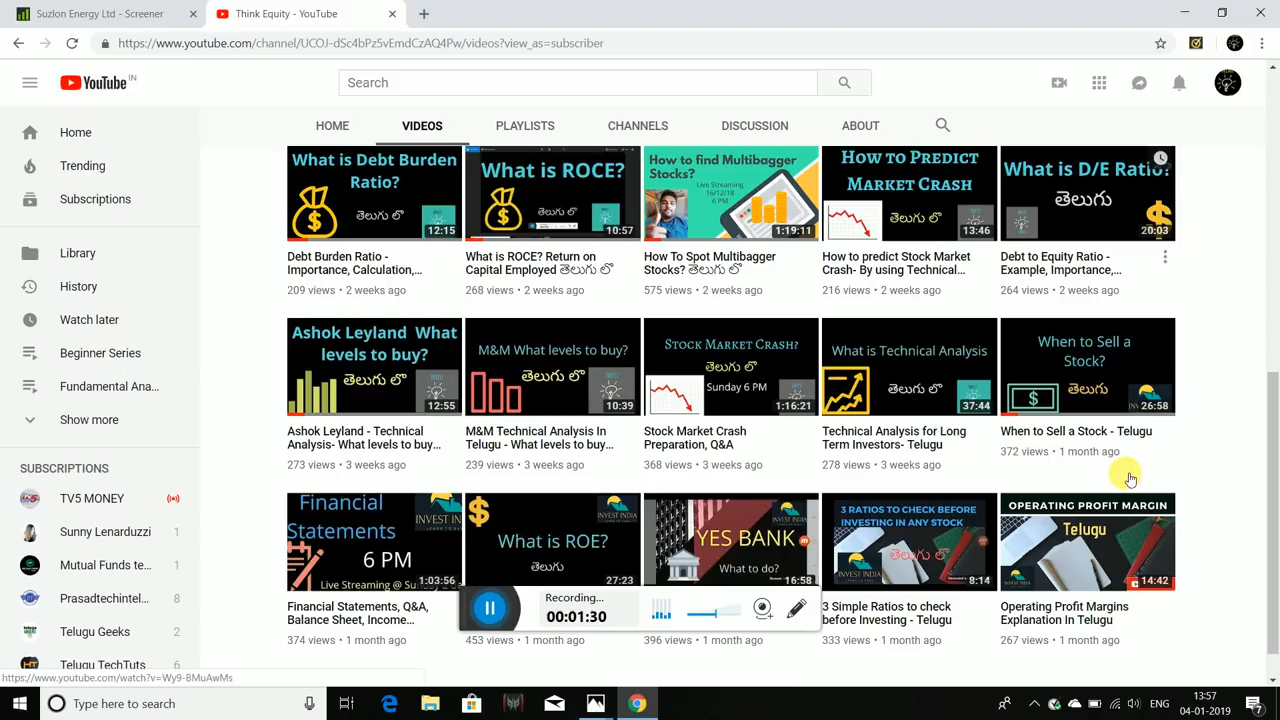 Suzlon Energy Ltd - Screener
Think Equity - YouTube
https://www.youtube.com/channel/UCOJ-dSc4bPz5vEmdCzAQ4Pw/videos?view_as=subscriber
YouTube IN
Search
HOME VIDEOS PLAYLISTS CHANNELS DISCUSSION ABOUT
Home
Trending
Subscriptions
Library
History
Watch later
Beginner Series
Fundamental Ana...
Show more
SUBSCRIPTIONS
TV5 MONEY
Sunny Lenarduzzi 1
Mutual Funds te... 1
Prasadtechintel... 8
Telugu Geeks 2
Telugu TechTuts 6
What is Debt Burden
Ratio?
తెలుగు లో
12:15
Debt Burden Ratio -
Importance, Calculation,...
209 views • 2 weeks ago
What is ROCE?
తెలుగు లో
10:57
What is ROCE? Return on
Capital Employed తెలుగు లో
268 views • 2 weeks ago
How to find Multibagger
Stocks?
Live Streaming
16/12/18
6 PM
1:19:11
How To Spot Multibagger
Stocks? తెలుగు లో
575 views • 2 weeks ago
How to Predict
Market Crash
తెలుగు లో
13:46
How to predict Stock Market
Crash- By using Technical...
216 views • 2 weeks ago
What is D/E Ratio?
తెలుగు
20:03
Debt to Equity Ratio -
Example, Importance,...
264 views • 2 weeks ago
Ashok Leyland What
levels to buy?
తెలుగు లో
12:55
Ashok Leyland - Technical
Analysis- What levels to buy...
273 views • 3 weeks ago
M&M What levels to buy?
తెలుగు లో
10:39
M&M Technical Analysis In
Telugu - What levels to buy...
239 views • 3 weeks ago
Stock Market Crash?
తెలుగు లో
Sunday 6 PM
1:16:21
Stock Market Crash
Preparation, Q&A
368 views • 3 weeks ago
What is Technical Analysis
తెలుగు లో
37:44
Technical Analysis for Long
Term Investors- Telugu
278 views • 3 weeks ago
When to Sell a
Stock?
తెలుగు
26:58
When to Sell a Stock - Telugu
372 views • 1 month ago
Financial
Statements
6 PM
Live Streaming @ Sunday
1:03:56
Financial Statements, Q&A,
Balance Sheet, Income...
374 views • 1 month ago
INVEST INDIA
What is ROE?
తెలుగు
27:23
453 views • 1 month ago
INVEST INDIA
YES BANK
What to do?
16:58
396 views • 1 month ago
3 RATIOS TO CHECK BEFORE
INVESTING IN ANY STOCK
తెలుగు లో
INVEST INDIA
8:14
3 Simple Ratios to check
before Investing - Telugu
333 views • 1 month ago
OPERATING PROFIT MARGIN
Telugu
14:42
Operating Profit Margins
Explanation In Telugu
267 views • 1 month ago
Recording...
00:01:30
https://www.youtube.com/watch?v=Wy9-BMuAwMs
Type here to search
ENG
13:57
04-01-2019
7